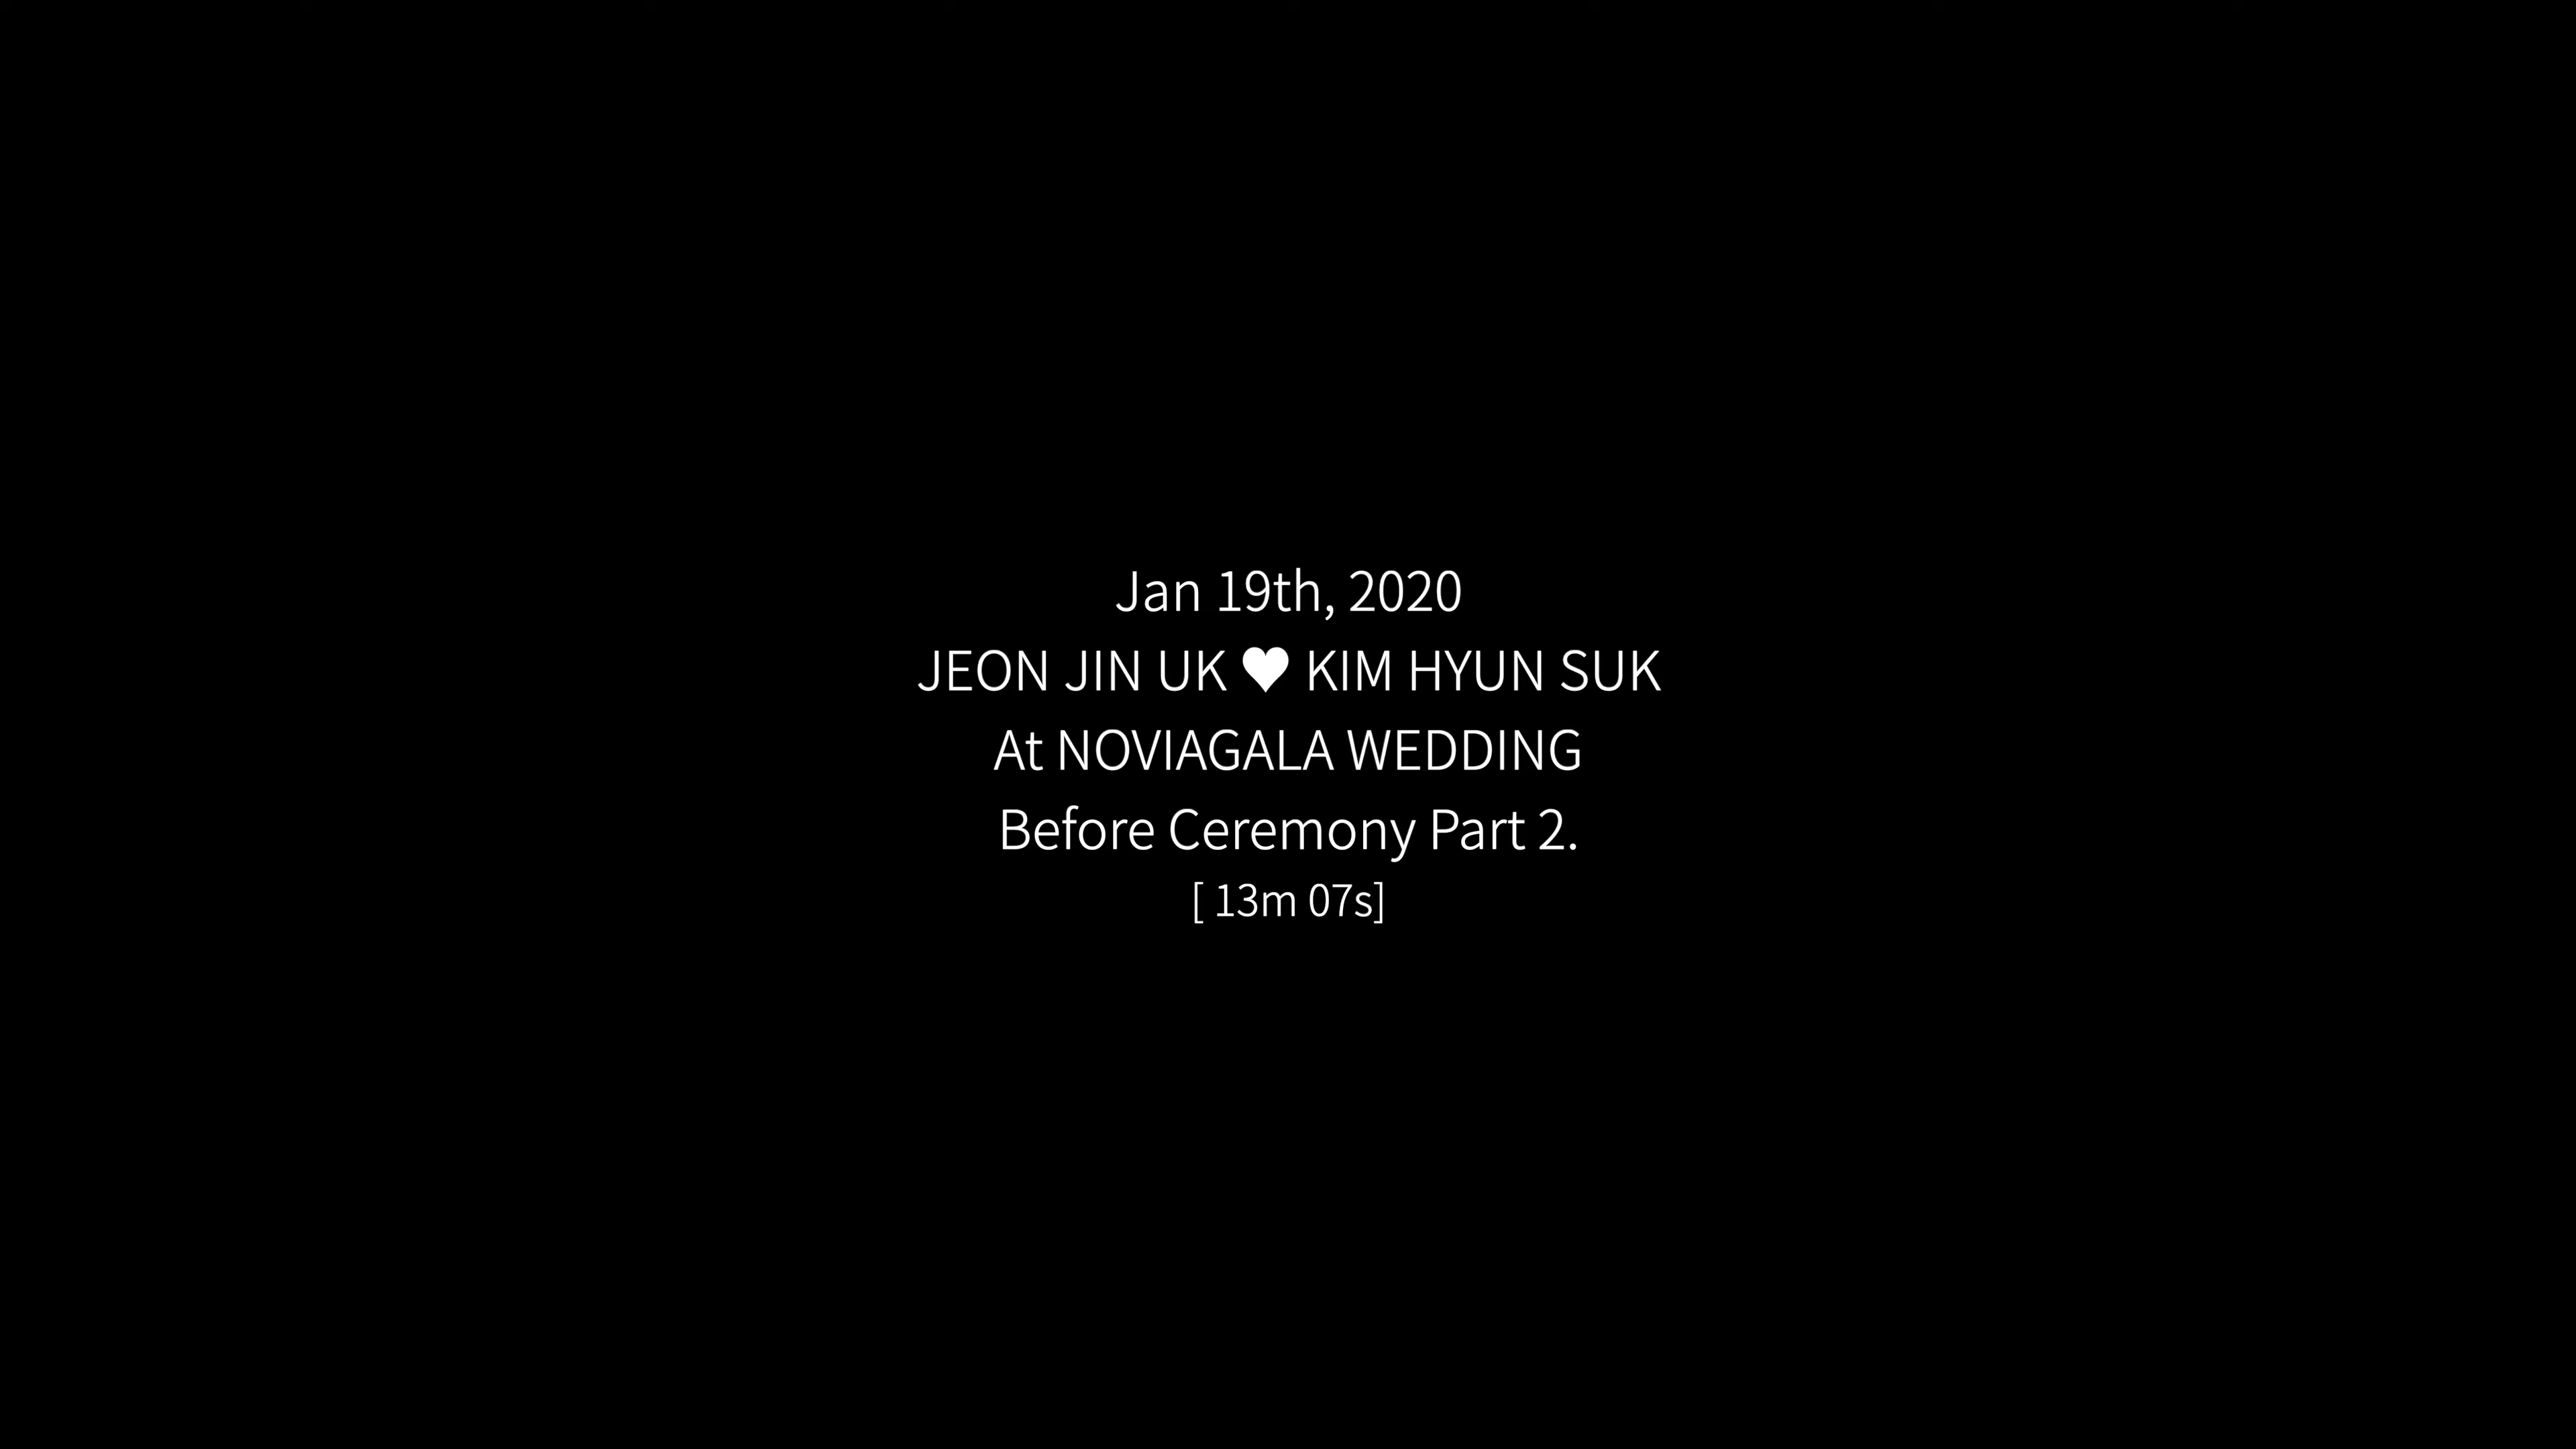 Jan 19th, 2020
JEON JIN UK ♥ KIM HYUN SUK
At NOVIAGALA WEDDING
Before Ceremony Part 2.
[ 13m 07s]